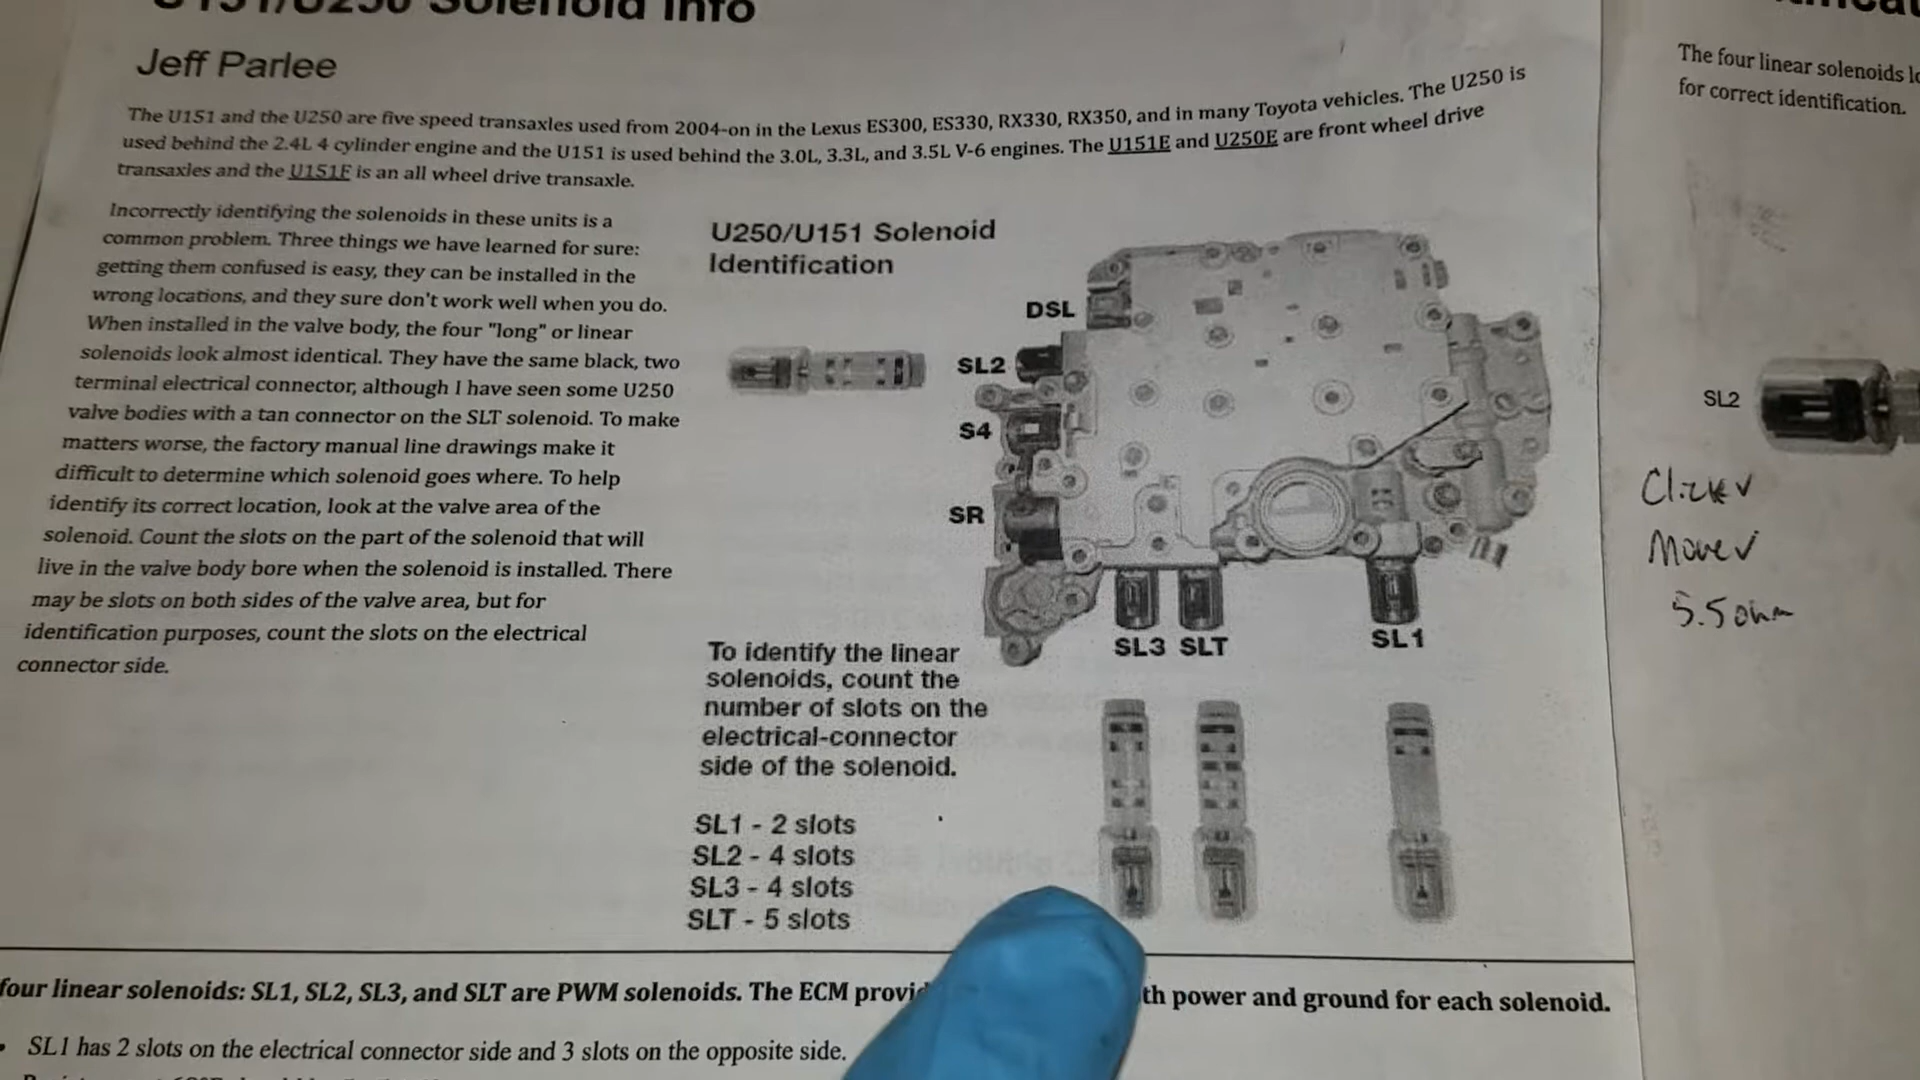 U151/U250 Solenoid Info
Jeff Parlee
The U151 and the U250 are five speed transaxles used from 2004-on in the Lexus ES300, ES330, RX330, RX350, and in many Toyota vehicles. The U250 is
used behind the 2.4L 4 cylinder engine and the U151 is used behind the 3.0L, 3.3L, and 3.5L V-6 engines. The U151E and U250E are front wheel drive
transaxles and the U151F is an all wheel drive transaxle.
Incorrectly identifying the solenoids in these units is a
common problem. Three things we have learned for sure:
getting them confused is easy, they can be installed in the
wrong locations, and they sure don't work well when you do.
When installed in the valve body, the four "long" or linear
solenoids look almost identical. They have the same black, two
terminal electrical connector, although I have seen some U250
valve bodies with a tan connector on the SLT solenoid. To make
matters worse, the factory manual line drawings make it
difficult to determine which solenoid goes where. To help
identify its correct location, look at the valve area of the
solenoid. Count the slots on the part of the solenoid that will
live in the valve body bore when the solenoid is installed. There
may be slots on both sides of the valve area, but for
identification purposes, count the slots on the electrical
connector side.
U250/U151 Solenoid
Identification
DSL
SL2
S4
SR
SL3 SLT
SL1
To identify the linear
solenoids, count the
number of slots on the
electrical-connector
side of the solenoid.
SL1 - 2 slots
SL2 - 4 slots
SL3 - 4 slots
SLT - 5 slots
four linear solenoids: SL1, SL2, SL3, and SLT are PWM solenoids. The ECM provid th power and ground for each solenoid.
• SL1 has 2 slots on the electrical connector side and 3 slots on the opposite side.
The four linear solenoids lo
for correct identification.
SL2
Click ✓
Move ✓
5.5 ohm